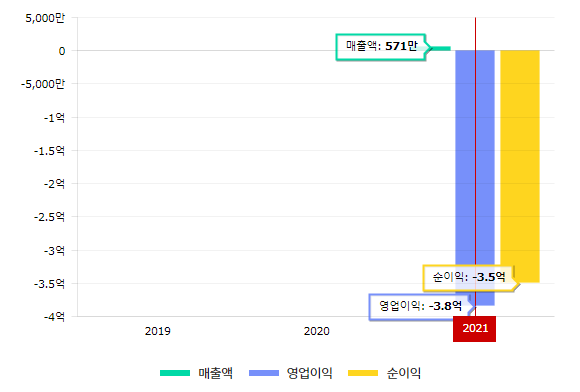 5,000만
0
-5,000만
-1억
-1.5억
-2억
-2.5억
-3억
-3.5억
-4억
매출액: 571만
순이익: -3.5억
영업이익: -3.8억
2019
2020
2021
매출액
영업이익
순이익